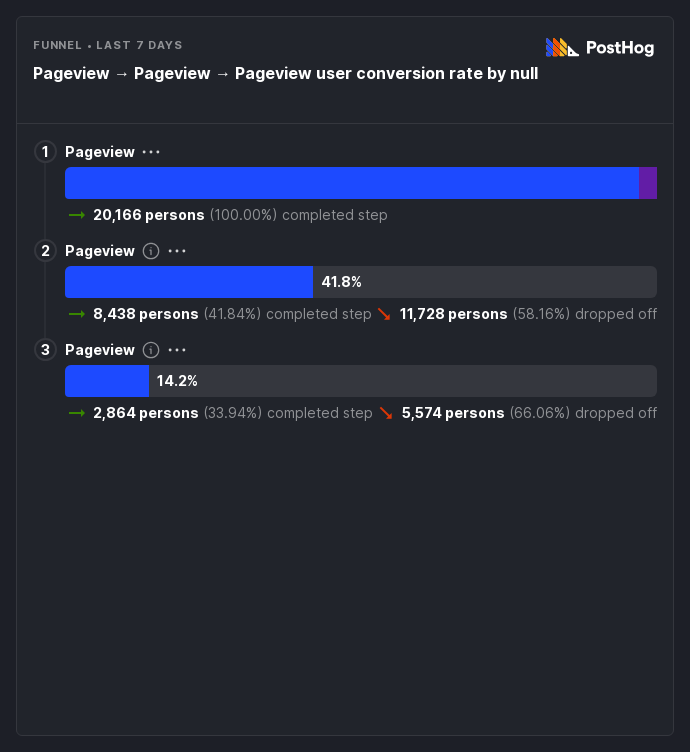 FUNNEL • LAST 7 DAYS
PostHog
Pageview → Pageview → Pageview user conversion rate by null
1 Pageview •••
→ 20,166 persons (100.00%) completed step
2 Pageview i •••
41.8%
→ 8,438 persons (41.84%) completed step ↘ 11,728 persons (58.16%) dropped off
3 Pageview i •••
14.2%
→ 2,864 persons (33.94%) completed step ↘ 5,574 persons (66.06%) dropped off